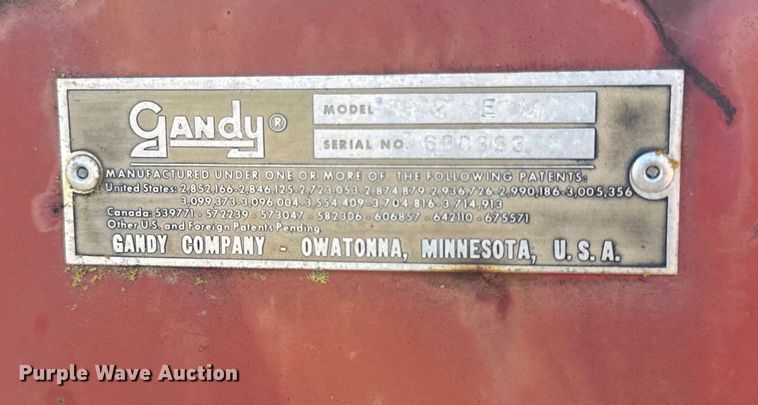 gandy®
MODEL
SERIAL NO. 690383
MANUFACTURED UNDER ONE OR MORE OF THE FOLLOWING PATENTS:
United States: 2,852,166-2,846,125-2,723,053-2,874,879-2,936,726-2,990,186-3,005,356
3,099,373-3,096,004-3,554,409-3,704,816-3,714,913
Canada: 539771 - 572239 - 573047 - 582306 - 606857 - 642110 - 675571
Other U.S. and Foreign Patents Pending
GANDY COMPANY - OWATONNA, MINNESOTA, U.S.A.
Purple Wave Auction